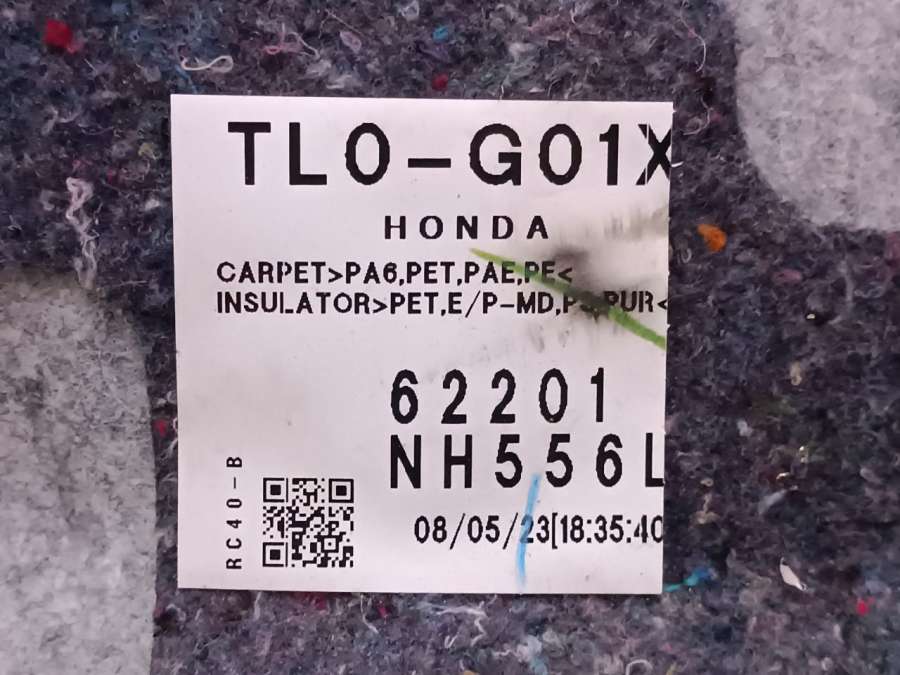 TL0-G01X
HONDA
CARPET>PA6,PET,PAE,PE<
INSULATOR>PET,E/P-MD,PUR<
62201
NH556L
RC40-B
08/05/23[18:35:40